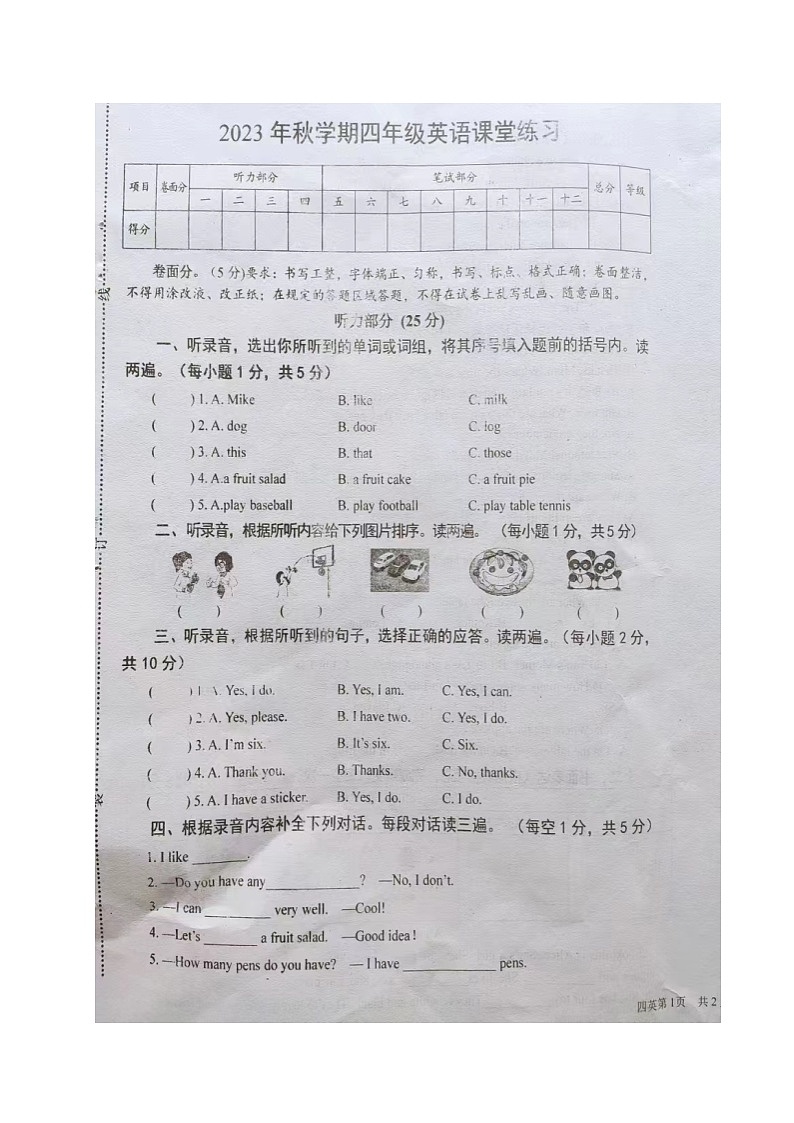 2023年秋学期四年级英语课堂练习
项目 卷面分 听力部分 笔试部分 总分 等级
一 二 三 四 五 六 七 八 九 十 十一 十二
得分
卷面分。(5分)要求：书写工整，字体端正、匀称，书写、标点、格式正确；卷面整洁，
不得用涂改液、改正纸；在规定的答题区域答题，不得在试卷上乱写乱画、随意画图。
听力部分 (25分)
一、听录音，选出你所听到的单词或词组，将其序号填入题前的括号内。读
两遍。（每小题1分，共5分）
( ) 1. A. Mike B. like C. milk
( ) 2. A. dog B. door C. fog
( ) 3. A. this B. that C. those
( ) 4. A.a fruit salad B. a fruit cake C. a fruit pie
( ) 5. A.play baseball B. play football C. play table tennis
二、听录音，根据所听内容给下列图片排序。读两遍。（每小题1分，共5分）
( ) ( ) ( ) ( ) ( )
三、听录音，根据所听到的句子，选择正确的应答。读两遍。（每小题2分，
共10分）
( ) 1. A. Yes, I do. B. Yes, I am. C. Yes, I can.
( ) 2. A. Yes, please. B. I have two. C. Yes, I do.
( ) 3. A. I'm six. B. It's six. C. Six.
( ) 4. A. Thank you. B. Thanks. C. No, thanks.
( ) 5. A. I have a sticker. B. Yes, I do. C. I do.
四、根据录音内容补全下列对话。每段对话读三遍。（每空1分，共5分）
1. I like ________.
2. —Do you have any____________? —No, I don't.
3. —I can _________ very well. —Cool!
4. —Let's _______ a fruit salad. —Good idea!
5. —How many pens do you have? — I have ____________ pens.
四英第1页 共2
线
订
装